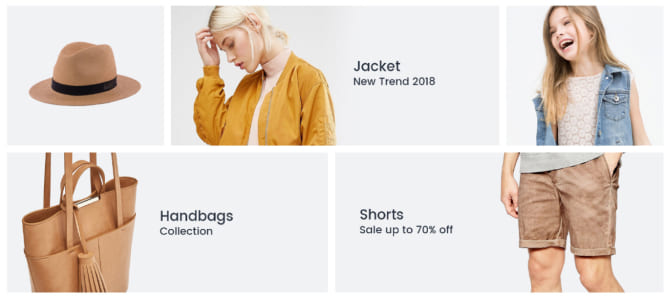 Jacket
New Trend 2018
Handbags
Collection
Shorts
Sale up to 70% off